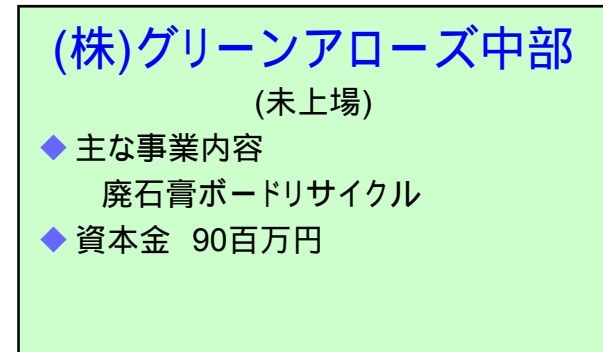 (株)グリーンアローズ中部
(未上場)
◆ 主な事業内容
廃石膏ボードリサイクル
◆ 資本金 90百万円